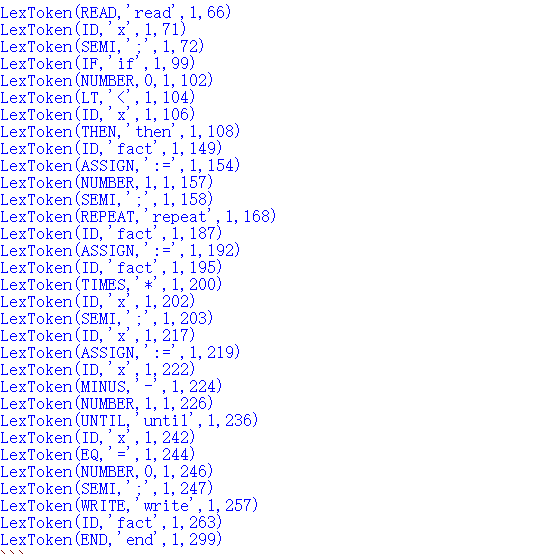 LexToken(READ,'read',1,66)
LexToken(ID,'x',1,71)
LexToken(SEMI,';',1,72)
LexToken(IF,'if',1,99)
LexToken(NUMBER,0,1,102)
LexToken(LT,'<',1,104)
LexToken(ID,'x',1,106)
LexToken(THEN,'then',1,108)
LexToken(ID,'fact',1,149)
LexToken(ASSIGN,':=',1,154)
LexToken(NUMBER,1,1,157)
LexToken(SEMI,';',1,158)
LexToken(REPEAT,'repeat',1,168)
LexToken(ID,'fact',1,187)
LexToken(ASSIGN,':=',1,192)
LexToken(ID,'fact',1,195)
LexToken(TIMES,'*',1,200)
LexToken(ID,'x',1,202)
LexToken(SEMI,';',1,203)
LexToken(ID,'x',1,217)
LexToken(ASSIGN,':=',1,219)
LexToken(ID,'x',1,222)
LexToken(MINUS,'-',1,224)
LexToken(NUMBER,1,1,226)
LexToken(UNTIL,'until',1,236)
LexToken(ID,'x',1,242)
LexToken(EQ,'=',1,244)
LexToken(NUMBER,0,1,246)
LexToken(SEMI,';',1,247)
LexToken(WRITE,'write',1,257)
LexToken(ID,'fact',1,263)
LexToken(END,'end',1,299)